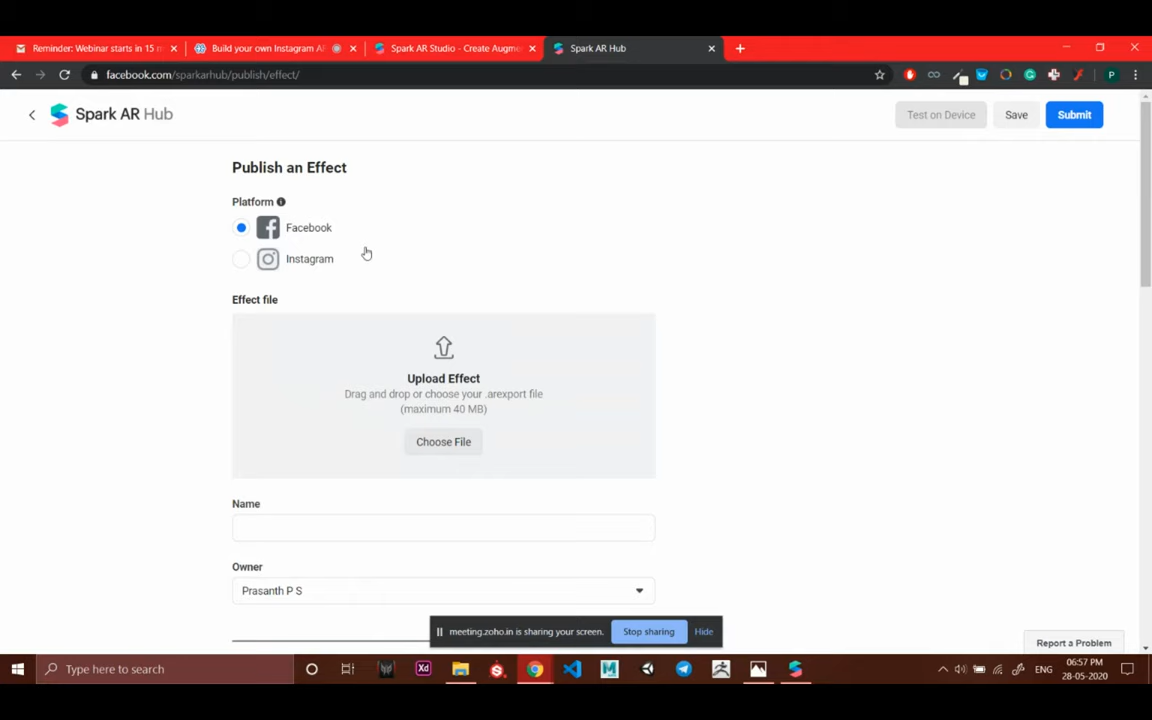 Reminder: Webinar starts in 15 m
Build your own Instagram A
Spark AR Studio - Create Augme
Spark AR Hub
facebook.com/sparkarhub/publish/effect/
P
Spark AR Hub
Test on Device
Save
Submit
Publish an Effect
Platform
Facebook
Instagram
Effect file
Upload Effect
Drag and drop or choose your .arexport file
(maximum 40 MB)
Choose File
Name
Owner
Prasanth P S
meeting.zoho.in is sharing your screen.
Stop sharing
Hide
Report a Problem
Type here to search
Xd
ENG
06:57 PM
28-05-2020